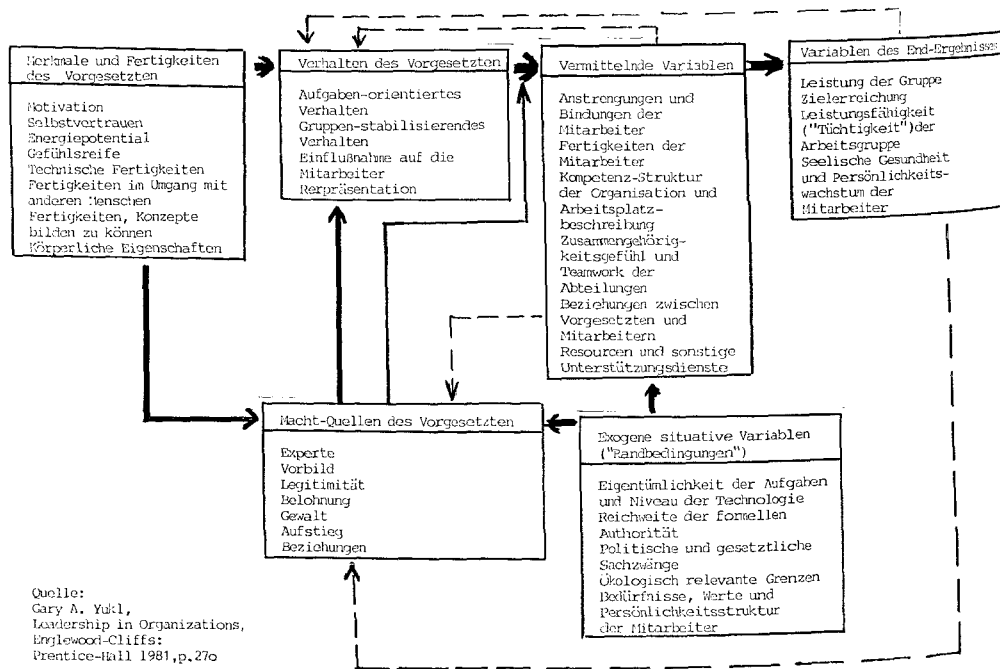 Merkmale und Fertigkeiten
des Vorgesetzten
Motivation
Selbstvertrauen
Energiepotential
Gefühlsreife
Technische Fertigkeiten
Fertigkeiten im Umgang mit
anderen Menschen
Fertigkeiten, Konzepte
bilden zu können
Körperliche Eigenschaften
Verhalten des Vorgesetzten
Aufgaben-orientiertes
Verhalten
Gruppen-stabilisierendes
Verhalten
Einflußnahme auf die
Mitarbeiter
Rerpräsentation
Vermittelnde Variablen
Anstrengungen und
Bindungen der
Mitarbeiter
Fertigkeiten der
Mitarbeiter
Kompetenz-Struktur
der Organisation und
Arbeitsplatz-
beschreibung
Zusammengehörig-
keitsgefühl und
Teamwork der
Abteilungen
Beziehungen zwischen
Vorgesetzten und
Mitarbeitern
Resourcen und sonstige
Unterstützungsdienste
Variablen des End-Ergebnisses
Leistung der Gruppe
Zielerreichung
Leistungsfähigkeit
("Tüchtigkeit")der
Arbeitsgruppe
Seelische Gesundheit
und Persönlichkeits-
wachstum der
Mitarbeiter
Macht-Quellen des Vorgesetzten
Experte
Vorbild
Legitimität
Belohnung
Gewalt
Aufstieg
Beziehungen
Exogene situative Variablen
("Randbedingungen")
Eigentümlichkeit der Aufgaben
und Niveau der Technologie
Reichweite der formellen
Authorität
Politische und gesetztliche
Sachzwänge
Ökologisch relevante Grenzen
Bedürfnisse, Werte und
Persönlichkeitsstruktur
der Mitarbeiter
Quelle:
Gary A. Yukl,
Leadership in Organizations,
Englewood-Cliffs:
Prentice-Hall 1981,p.27o